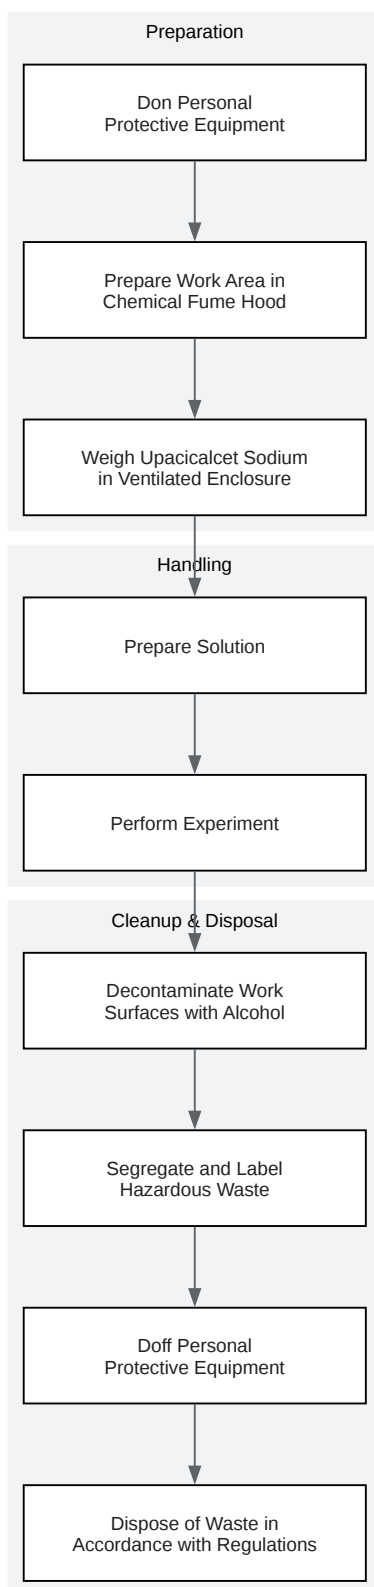 Preparation
Don Personal
Protective Equipment
Prepare Work Area in
Chemical Fume Hood
Weigh Upacicalcet Sodium
in Ventilated Enclosure
Handling
Prepare Solution
Perform Experiment
Cleanup & Disposal
Decontaminate Work
Surfaces with Alcohol
Segregate and Label
Hazardous Waste
Doff Personal
Protective Equipment
Dispose of Waste in
Accordance with Regulations